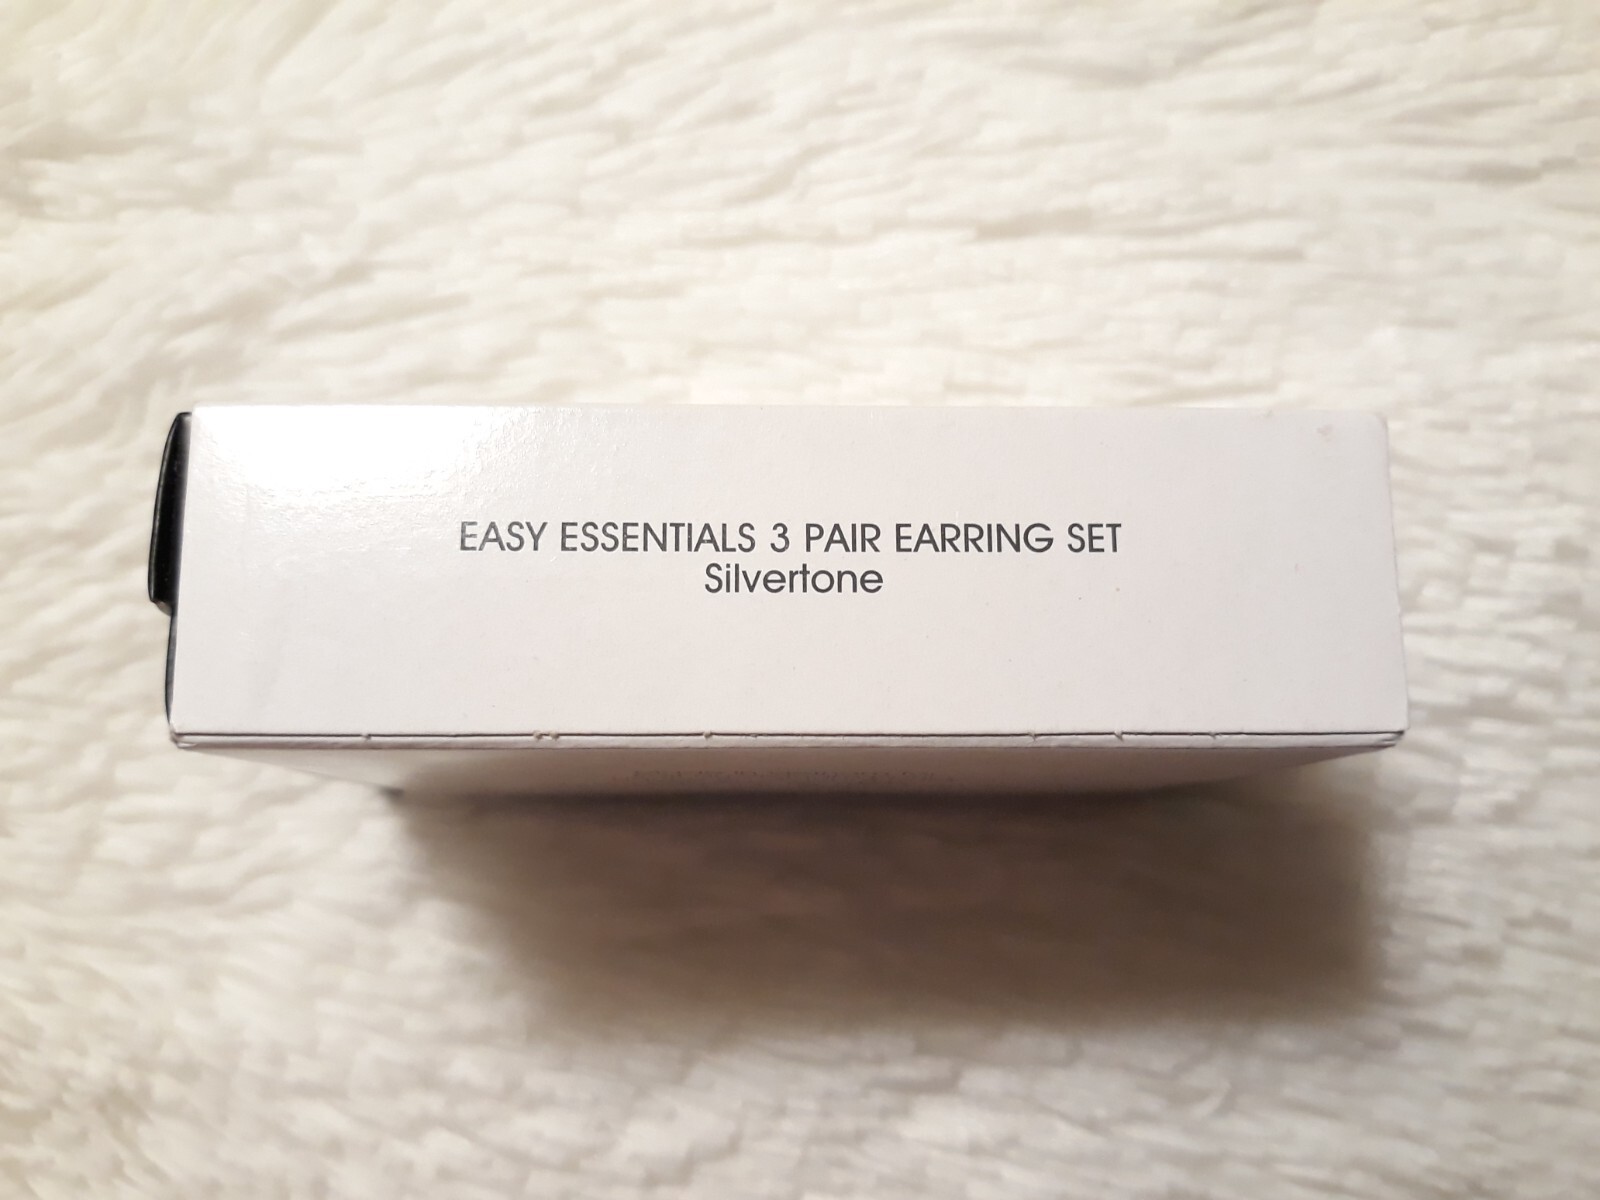 EASY ESSENTIALS 3 PAIR EARRING SET
Silvertone